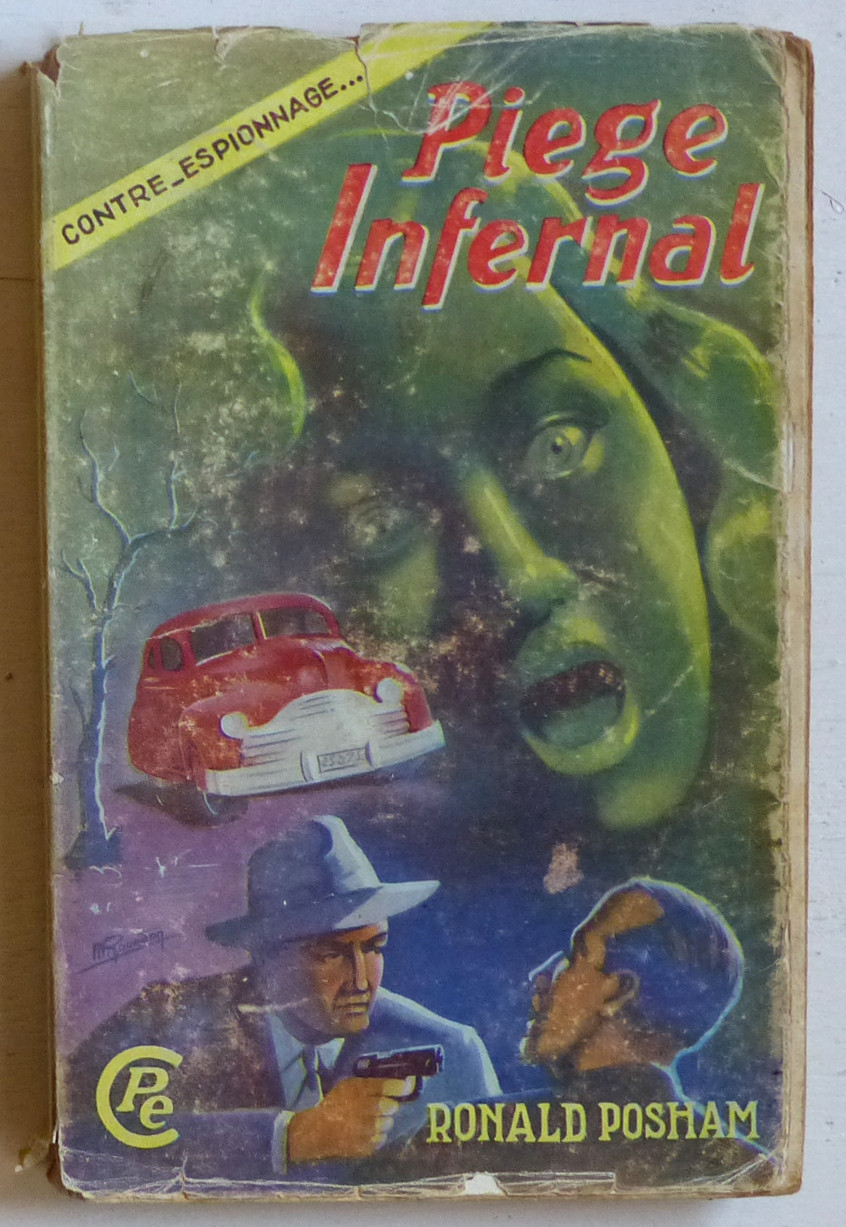 CONTRE_ESPIONNAGE...
Piege
Infernal
CPe
RONALD POSHAM